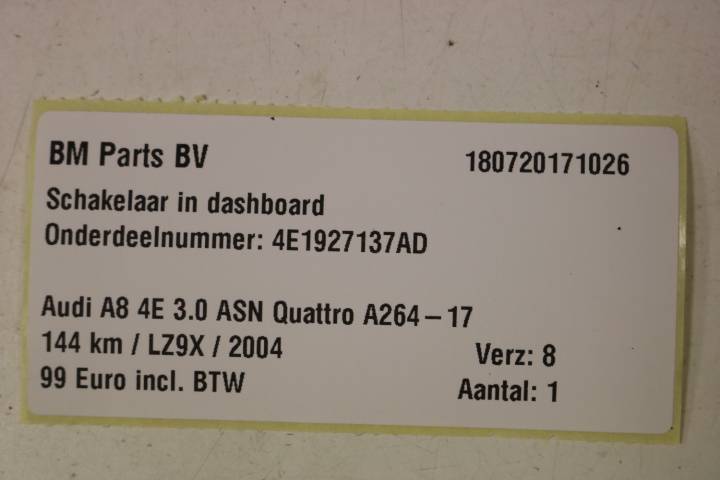 BM Parts BV 180720171026
Schakelaar in dashboard
Onderdeelnummer: 4E1927137AD
Audi A8 4E 3.0 ASN Quattro A264-17
144 km / LZ9X / 2004 Verz: 8
99 Euro incl. BTW Aantal: 1